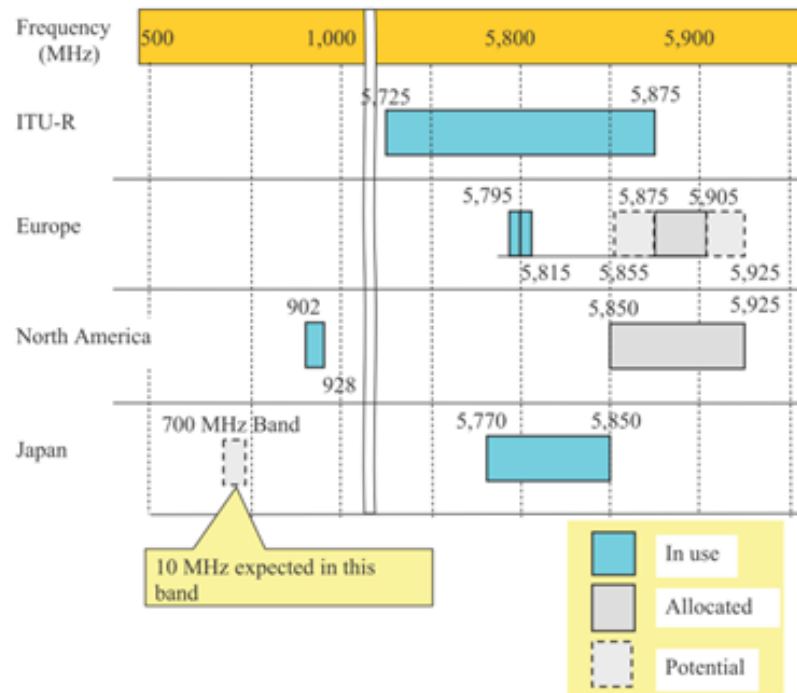 Frequency
(MHz)
500
1,000
5,800
5,900
ITU-R
5,725
5,875
Europe
5,795
5,875
5,905
5,815
5,855
5,925
North America
902
928
5,850
5,925
Japan
700 MHz Band
5,770
5,850
10 MHz expected in this
band
In use
Allocated
Potential